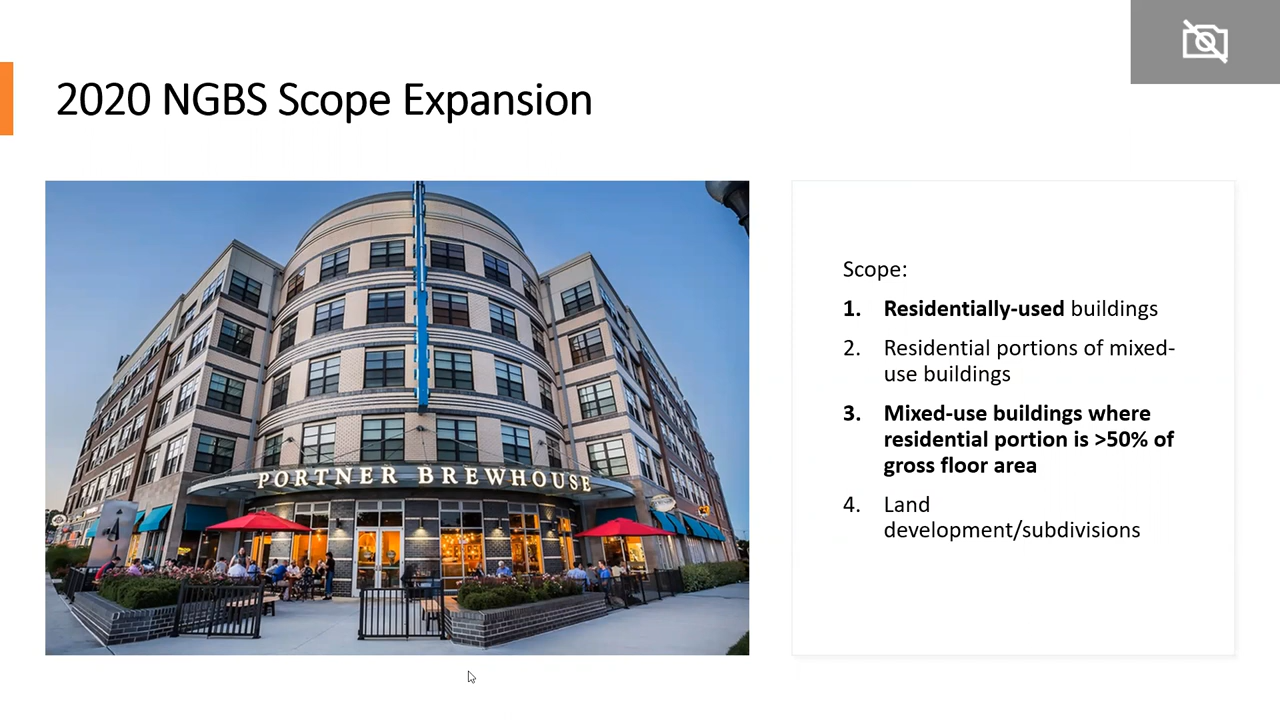 2020 NGBS Scope Expansion
PORTNER BREWHOUSE
Scope:
1. Residentially-used buildings
2. Residential portions of mixed-
use buildings
3. Mixed-use buildings where
residential portion is >50% of
gross floor area
4. Land
development/subdivisions